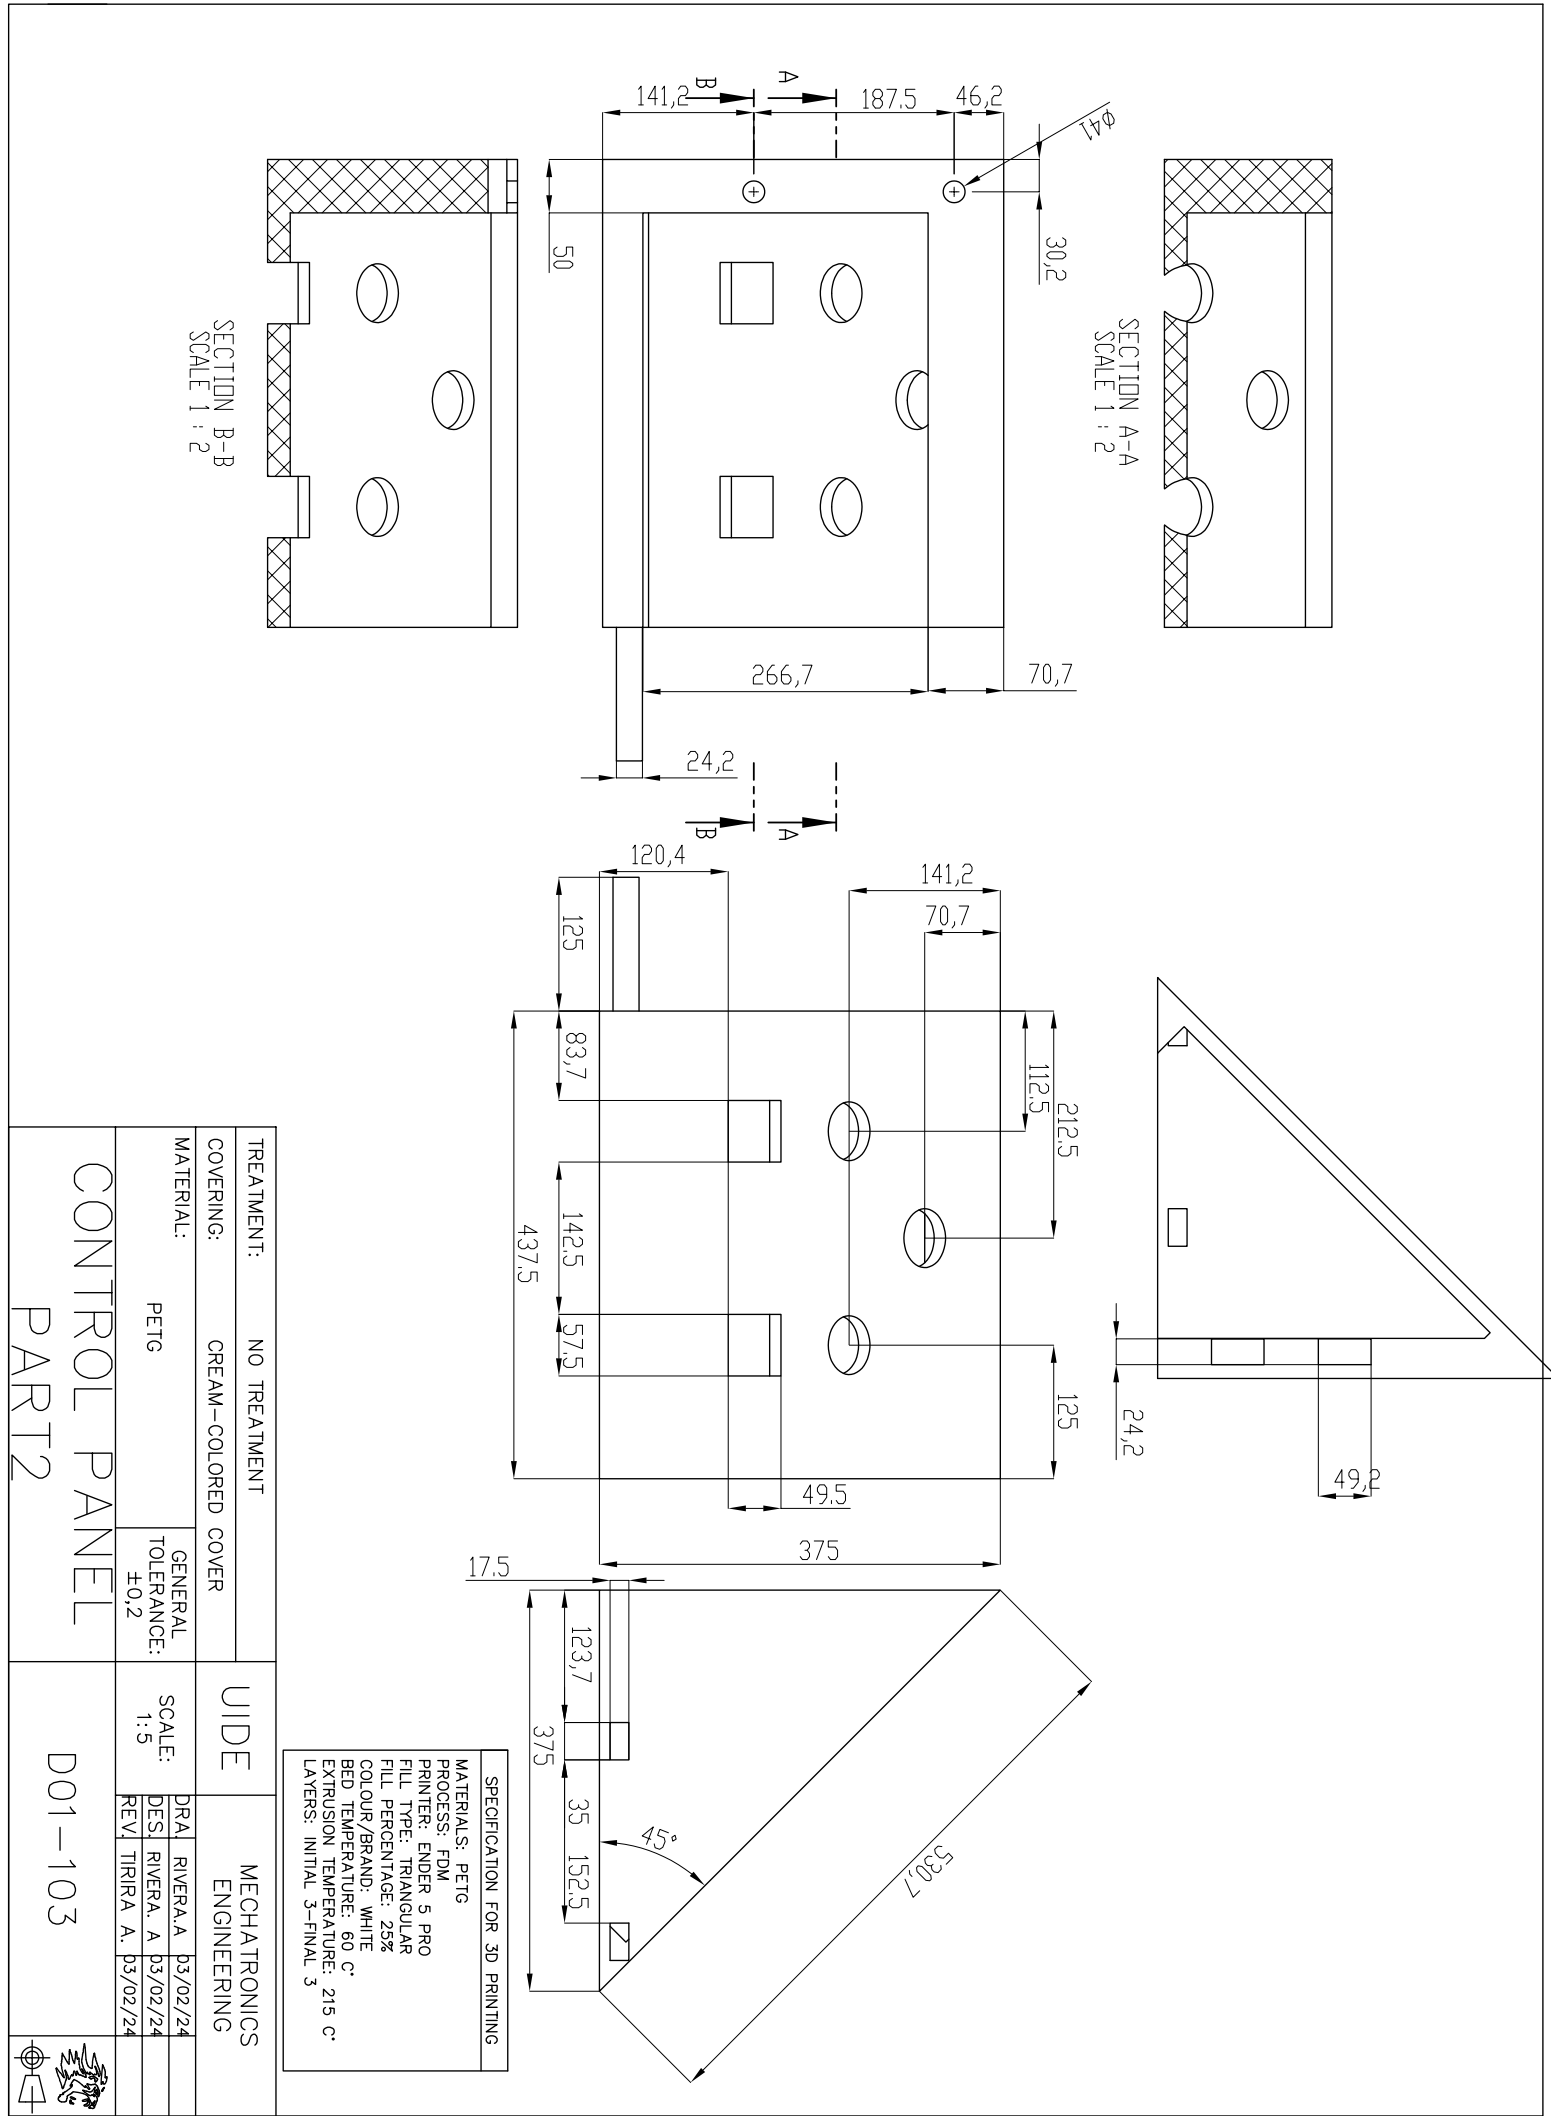 141,2
B
A
187.5
46,2
Ø41
50
30,2
SECTION B-B
SCALE 1 : 2
SECTION A-A
SCALE 1 : 2
266,7
70,7
24,2
B
A
120,4
141,2
70,7
125
83,7
112.5
212.5
142.5
437.5
57.5
125
49.5
375
24,2
49,2
17.5
123,7
375
35
152.5
45°
530,7
SPECIFICATION FOR 3D PRINTING
MATERIALS: PETG
PROCESS: FDM
PRINTER: ENDER 5 PRO
FILL TYPE: TRIANGULAR
FILL PERCENTAGE: 25%
COLOUR/BRAND: WHITE
BED TEMPERATURE: 60 C°
EXTRUSION TEMPERATURE: 215 C°
LAYERS: INITIAL 3-FINAL 3
TREATMENT: NO TREATMENT
COVERING: CREAM-COLORED COVER
MATERIAL:
PETG
GENERAL
TOLERANCE:
±0,2
CONTROL PANEL
PART2
UIDE
MECHATRONICS
ENGINEERING
SCALE:
1:5
DRA. RIVERA.A 03/02/24
DES. RIVERA. A 03/02/24
REV. TIRIRA A. 03/02/24
D01-103